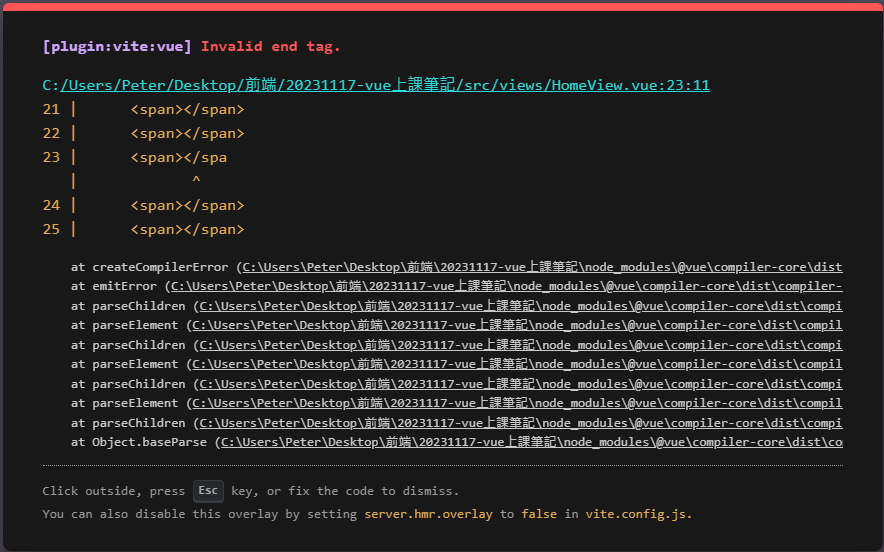 [plugin:vite:vue] Invalid end tag.
C:/Users/Peter/Desktop/前端/20231117-vue上課筆記/src/views/HomeView.vue:23:11
21 |      <span></span>
22 |      <span></span>
23 |      <span></spa
   |            ^
24 |      <span></span>
25 |      <span></span>
at createCompilerError (C:\Users\Peter\Desktop\前端\20231117-vue上課筆記\node_modules\@vue\compiler-core\dist
at emitError (C:\Users\Peter\Desktop\前端\20231117-vue上課筆記\node_modules\@vue\compiler-core\dist\compiler-
at parseChildren (C:\Users\Peter\Desktop\前端\20231117-vue上課筆記\node_modules\@vue\compiler-core\dist\compi
at parseElement (C:\Users\Peter\Desktop\前端\20231117-vue上課筆記\node_modules\@vue\compiler-core\dist\compil
at parseChildren (C:\Users\Peter\Desktop\前端\20231117-vue上課筆記\node_modules\@vue\compiler-core\dist\compi
at parseElement (C:\Users\Peter\Desktop\前端\20231117-vue上課筆記\node_modules\@vue\compiler-core\dist\compil
at parseChildren (C:\Users\Peter\Desktop\前端\20231117-vue上課筆記\node_modules\@vue\compiler-core\dist\compi
at parseElement (C:\Users\Peter\Desktop\前端\20231117-vue上課筆記\node_modules\@vue\compiler-core\dist\compil
at parseChildren (C:\Users\Peter\Desktop\前端\20231117-vue上課筆記\node_modules\@vue\compiler-core\dist\compi
at Object.baseParse (C:\Users\Peter\Desktop\前端\20231117-vue上課筆記\node_modules\@vue\compiler-core\dist\co
Click outside, press Esc key, or fix the code to dismiss.
You can also disable this overlay by setting server.hmr.overlay to false in vite.config.js.